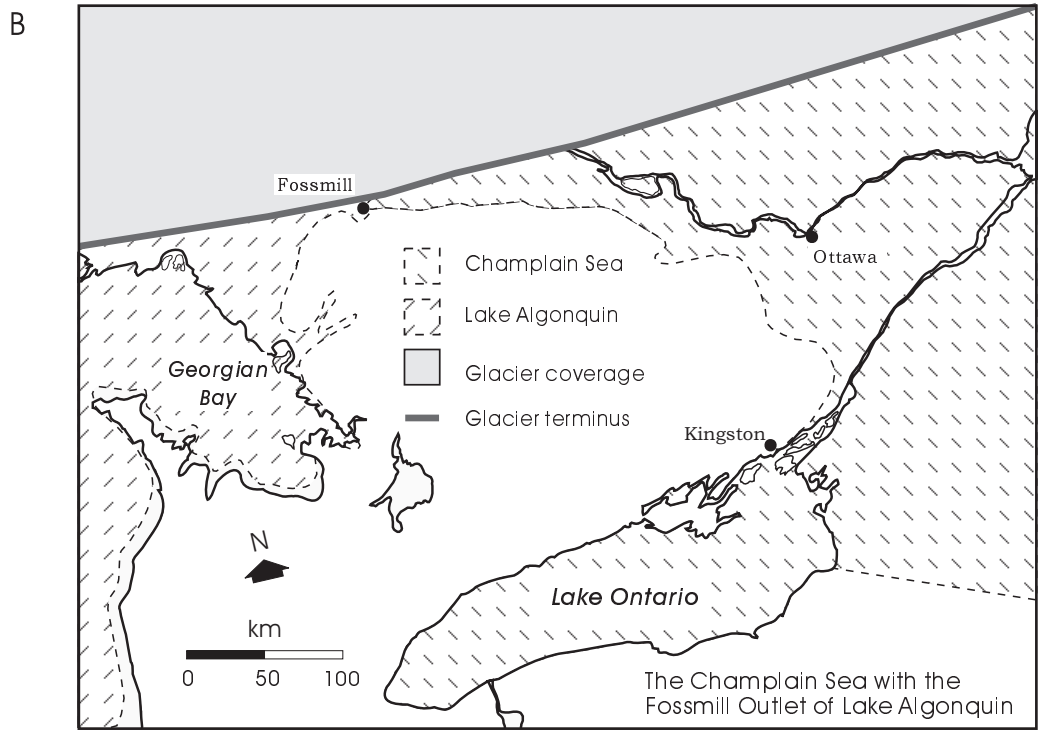 B
Fossmill
Champlain Sea
Ottawa
Lake Algonquin
Georgian
Bay
Glacier coverage
Glacier terminus
Kingston
N
Lake Ontario
km
0 50 100
The Champlain Sea with the
Fossmill Outlet of Lake Algonquin